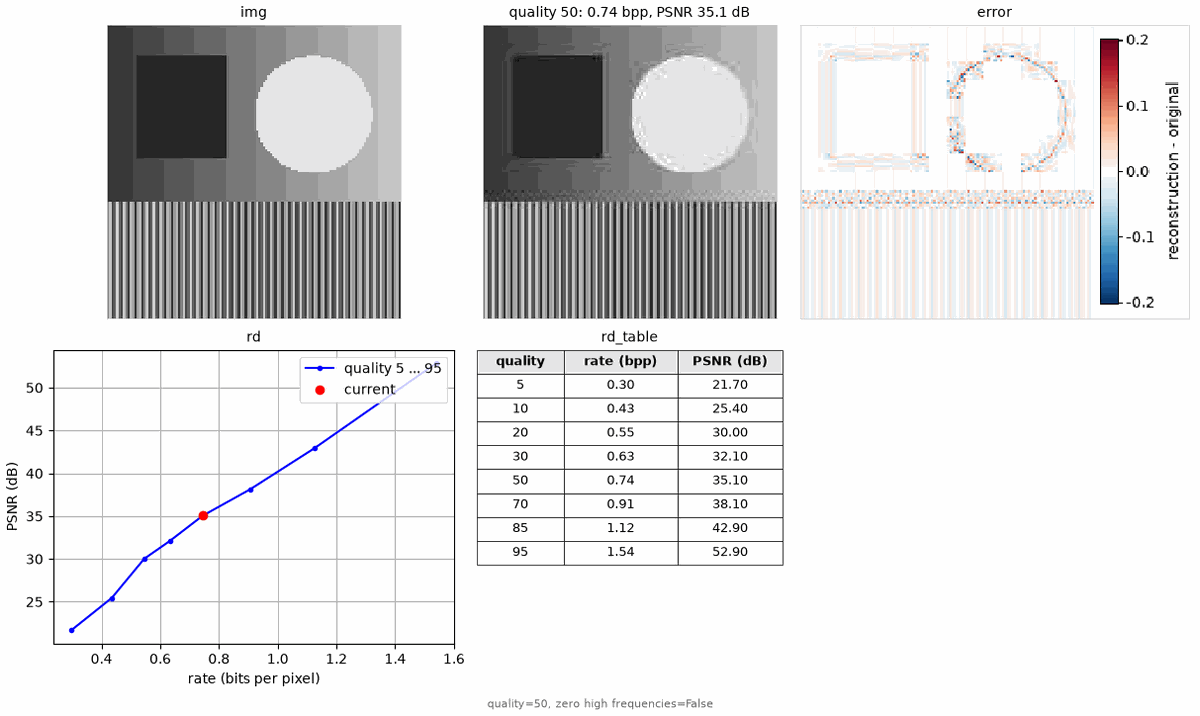 img
quality 50: 0.74 bpp, PSNR 35.1 dB
error
0.2
0.1
0.0
-0.1
-0.2
reconstruction - original
rd
quality 5 ... 95
current
50
45
40
35
30
25
PSNR (dB)
0.4 0.6 0.8 1.0 1.2 1.4 1.6
rate (bits per pixel)
rd_table
quality rate (bpp) PSNR (dB)
5 0.30 21.70
10 0.43 25.40
20 0.55 30.00
30 0.63 32.10
50 0.74 35.10
70 0.91 38.10
85 1.12 42.90
95 1.54 52.90
quality=50, zero high frequencies=False